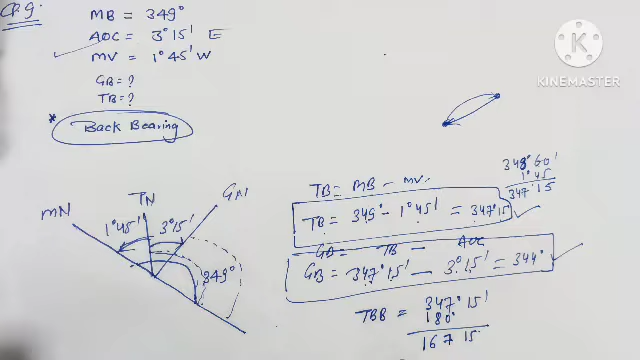 Q.9.
MB = 349°
AOC = 3°15' E
MV = 1°45' W
GB = ?
TB = ?
* Back Bearing
KINEMASTER
MN
TN
GN
1°45'
3°15'
349°
TB = MB - MV.
348° 60'
1° 45
347° 15
TB = 349° - 1°45' = 347°15'
GB = TB - AOC
GB = 347°15' - 3°15' = 344°
TBB = 347° 15'
180°
167 15